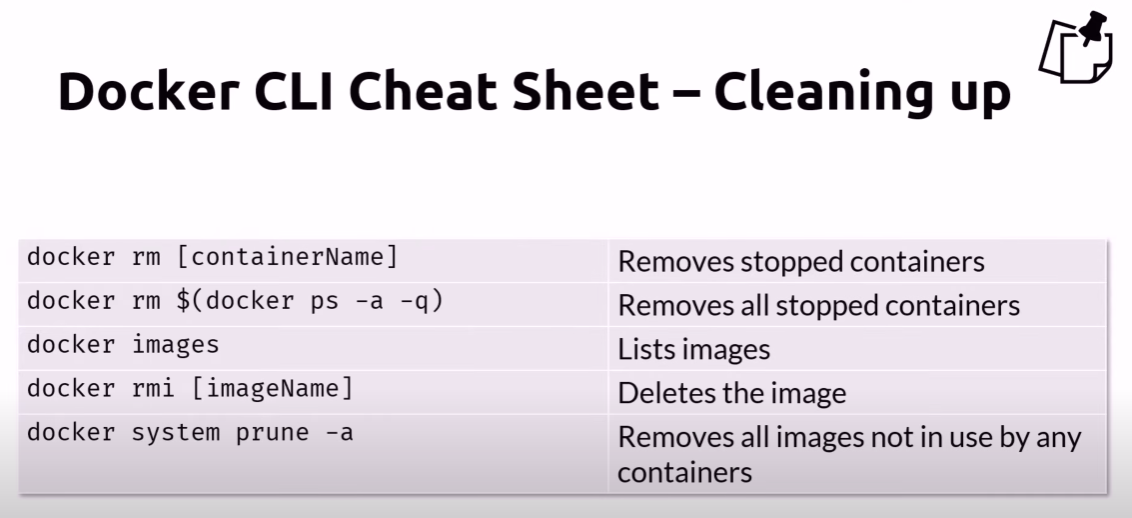 Docker CLI Cheat Sheet – Cleaning up
docker rm [containerName]
Removes stopped containers
docker rm $(docker ps -a -q)
Removes all stopped containers
docker images
Lists images
docker rmi [imageName]
Deletes the image
docker system prune -a
Removes all images not in use by any
containers